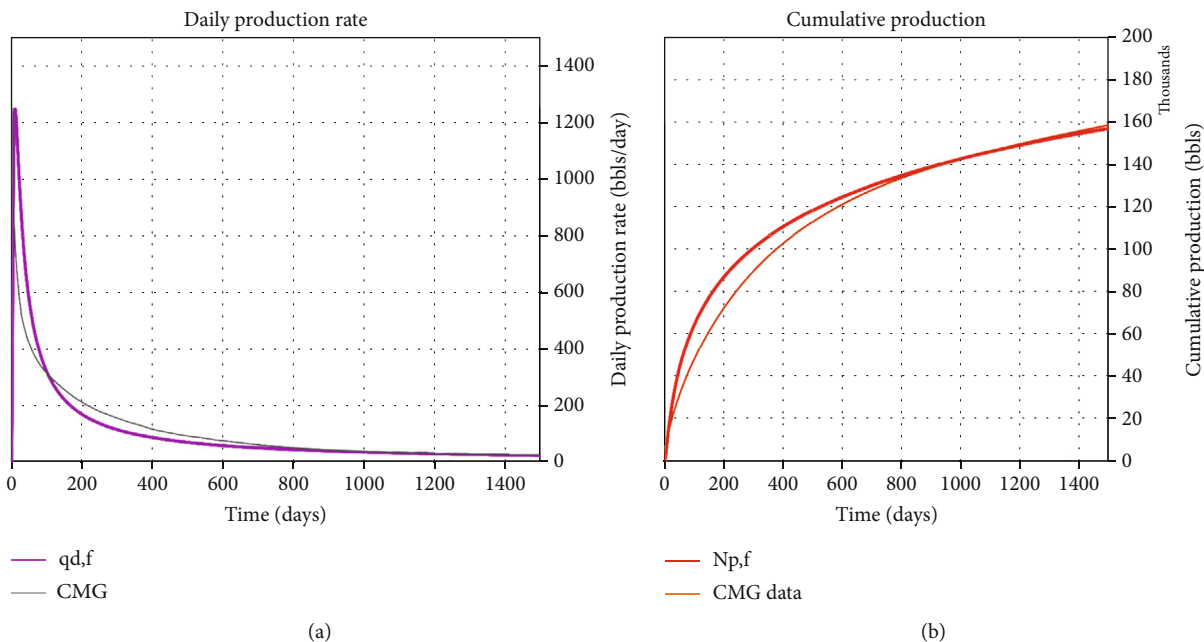 Daily production rate
1400
1200
1000
800
600
400
200
0
Daily production rate (bbls/day)
0 200 400 600 800 1000 1200 1400
Time (days)
qd,f
CMG
(a)
Cumulative production
200
180
160
140
120
100
80
60
40
20
0
Thousands
Cumulative production (bbls)
0 200 400 600 800 1000 1200 1400
Time (days)
Np,f
CMG data
(b)